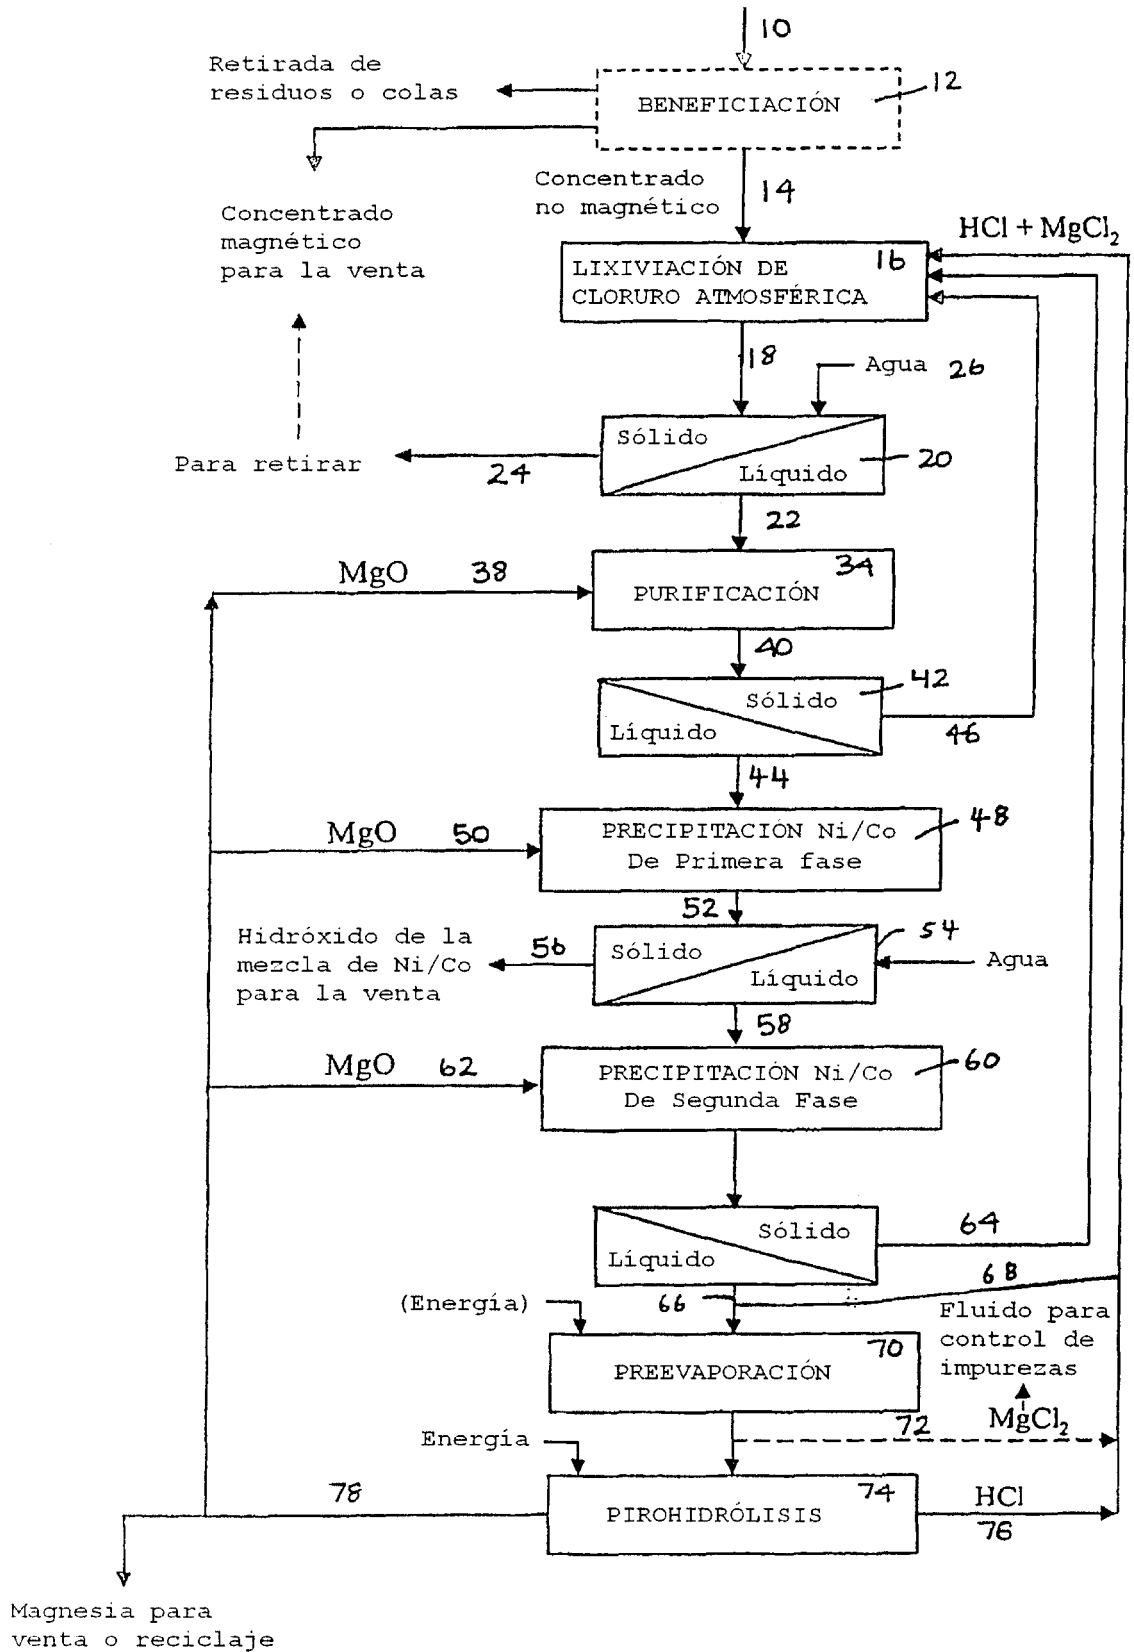 10
Retirada de
residuos o colas
BENEFICIACIÓN
12
Concentrado
no magnético
14
Concentrado
magnético
para la venta
HCl + MgCl₂
LIXIVIACIÓN DE
CLORURO ATMOSFÉRICA
16
18
Agua 26
Sólido
Líquido
20
Para retirar
24
22
MgO 38
34
PURIFICACIÓN
40
Sólido
Líquido
42
46
44
MgO 50
PRECIPITACIÓN Ni/Co
De Primera fase
48
52
Hidróxido de la
mezcla de Ni/Co
para la venta
56
Sólido
Líquido
54
Agua
58
MgO 62
PRECIPITACIÓN Ni/Co
De Segunda Fase
60
Sólido
Líquido
64
66
68
(Energía)
Fluido para
control de
impurezas
70
PREEVAPORACIÓN
72
MgCl₂
Energía
78
74
PIROHIDRÓLISIS
HCl
76
Magnesia para
venta o reciclaje